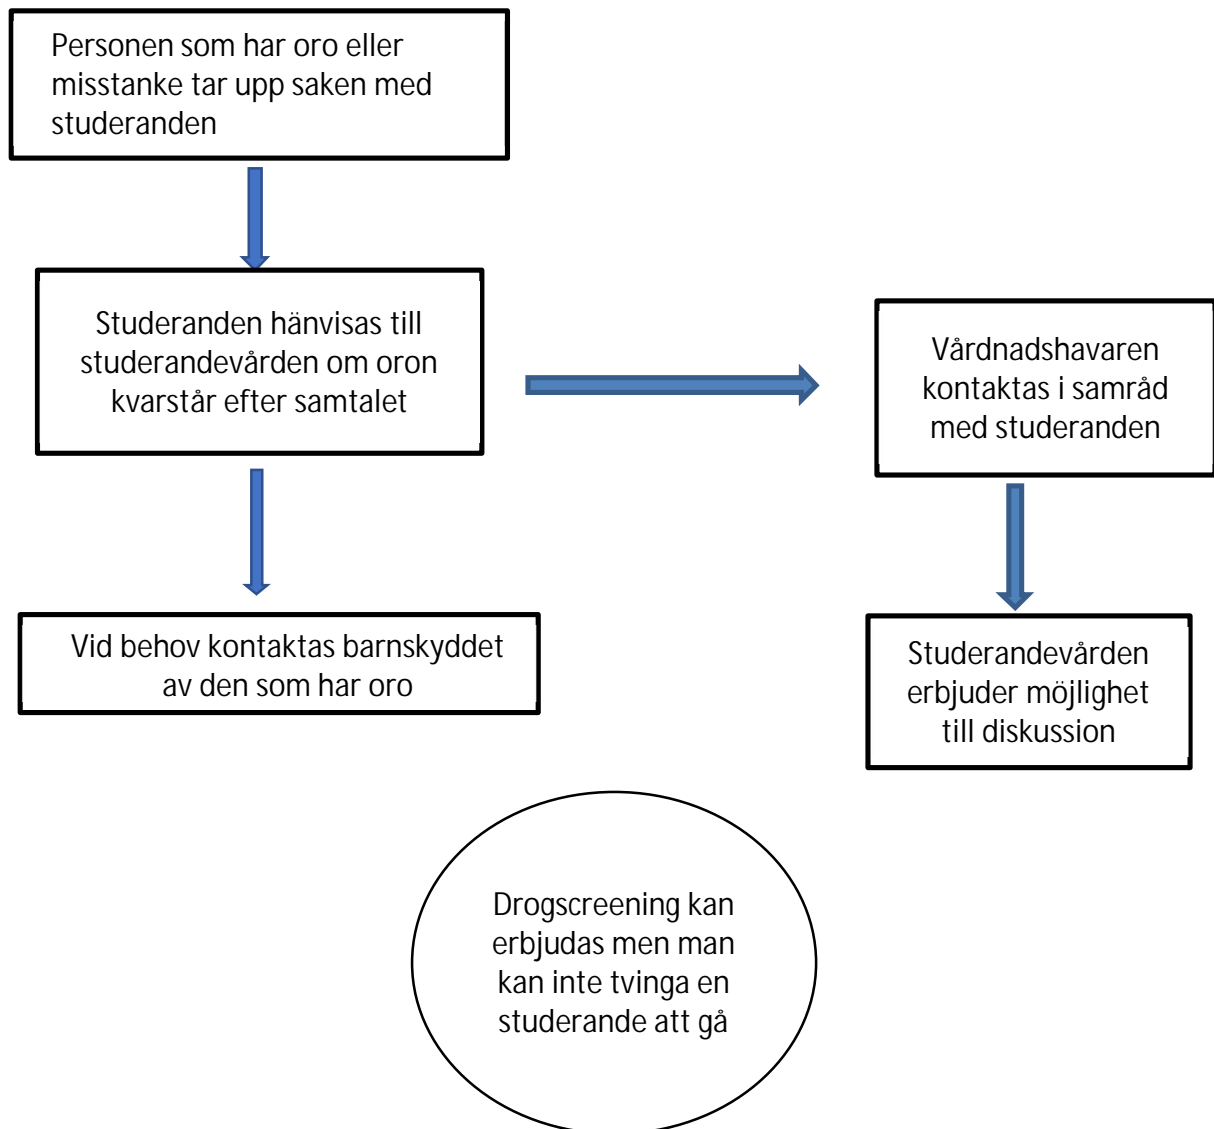 Personen som har oro eller
misstanke tar upp saken med
studeranden
Studeranden hänvisas till
studerandevården om oron
kvarstår efter samtalet
Vårdnadshavaren
kontaktas i samråd
med studeranden
Vid behov kontaktas barnskyddet
av den som har oro
Studerandevården
erbjuder möjlighet
till diskussion
Drogscreening kan
erbjudas men man
kan inte tvinga en
studerande att gå